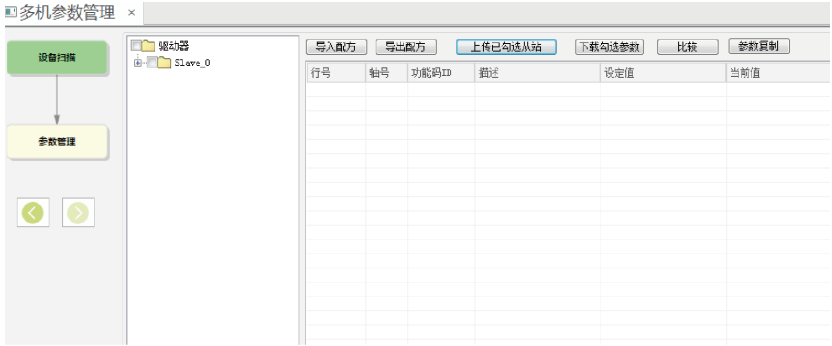 多机参数管理 ×
设备扫描
参数管理
驱动器
Slave_0
导入配方 导出配方 上传已勾选从站 下载勾选参数 比较 参数复制
行号 轴号 功能码ID 描述 设定值 当前值